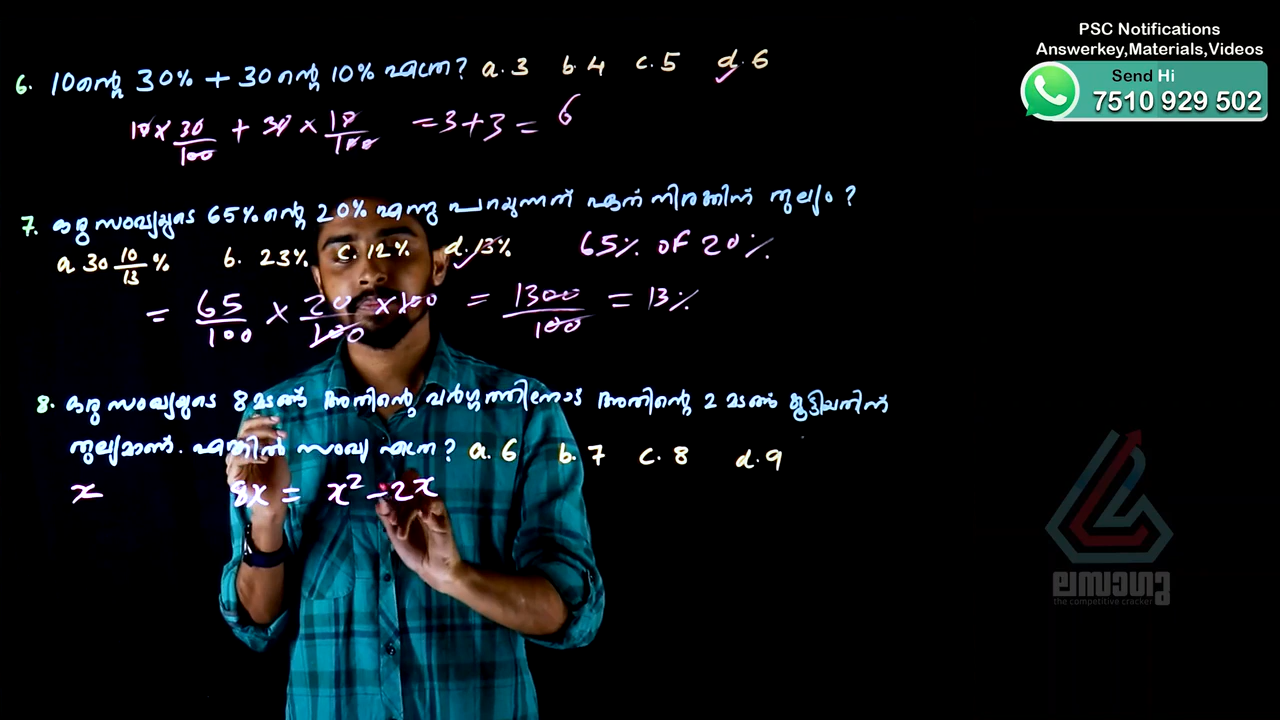 PSC Notifications
Answerkey,Materials,Videos
Send Hi
7510 929 502
6. 10ന്റെ 30% + 30 ന്റെ 10% എത്ര? a. 3 b. 4 c. 5 d. 6
10 × 30/100 + 30 × 10/100 = 3+3 = 6
7. ഒരു സംഖ്യയുടെ 65% ന്റെ 20% എന്നു പറയുന്നത് ഏത് നിരക്കിന് തുല്യം?
a 30 10/13 % b. 23% c. 12% d. 13% 65% of 20%
= 65/100 × 20/100 × 100 = 1300/100 = 13%
8. ഒരു സംഖ്യയുടെ 8 മടങ്ങ് അതിന്റെ വർഗ്ഗത്തിനോട് അതിന്റെ 2 മടങ്ങ് കൂട്ടിയതിന്
തുല്യമാണ്. എങ്കിൽ സംഖ്യ എത്ര? a. 6 b. 7 c. 8 d. 9
x 8x = x² - 2x
ലക്ഷ്യ
the competitive cracker